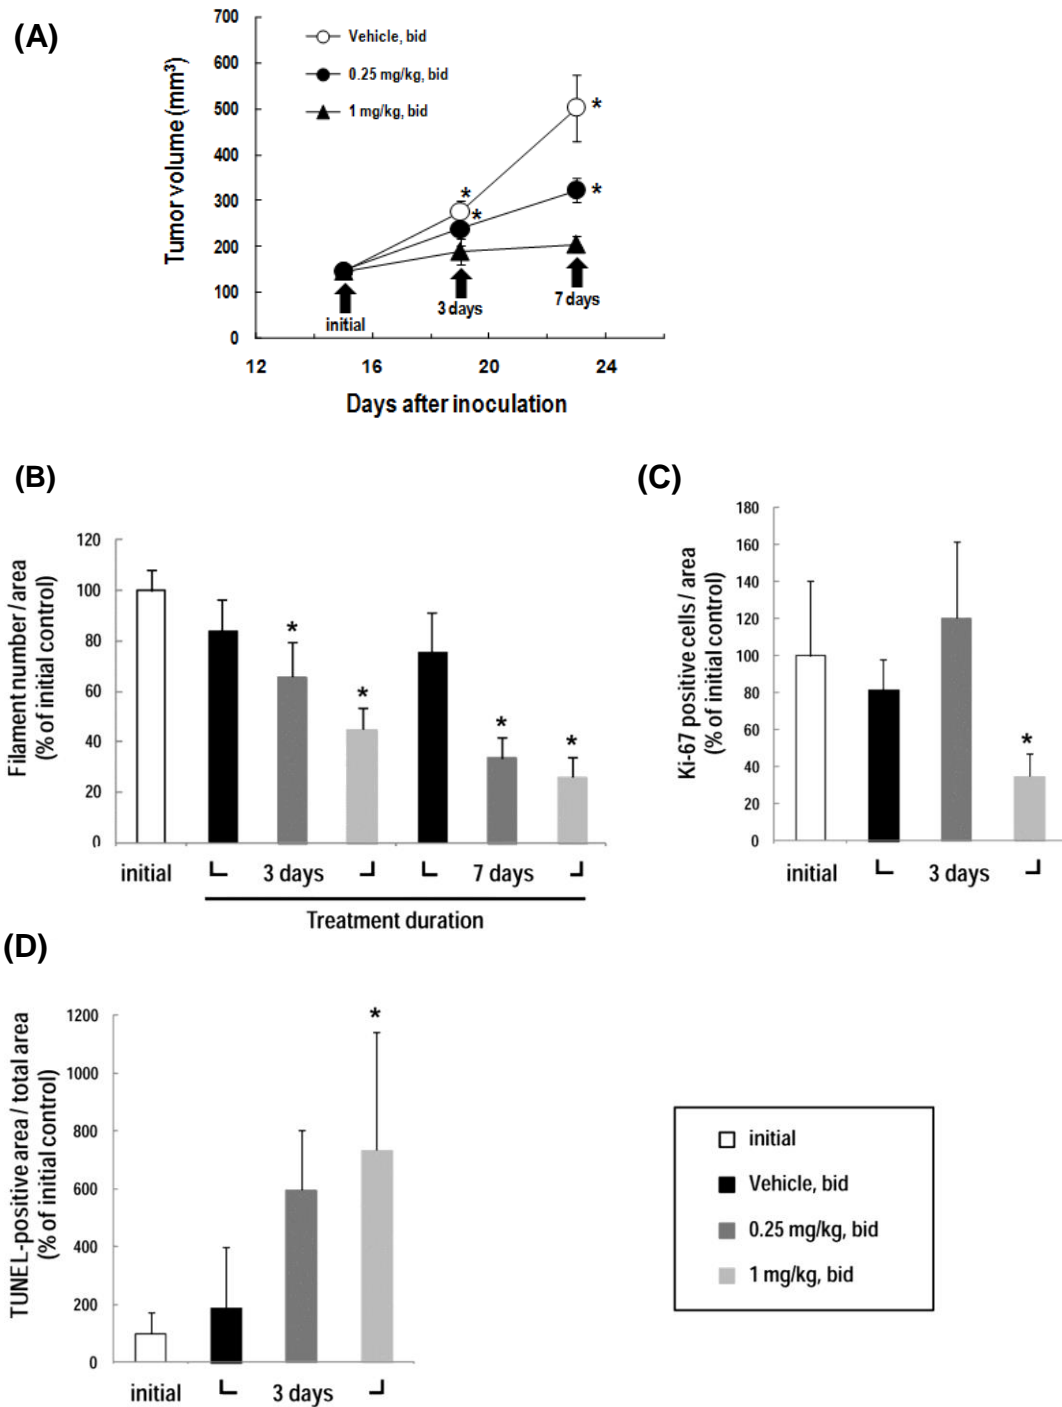 (A)
700
600
500
400
300
200
100
0
Tumor volume (mm³)
Vehicle, bid
0.25 mg/kg, bid
1 mg/kg, bid
*
*
*
*
initial
3 days
7 days
12 16 20 24
Days after inoculation
(B)
120
100
80
60
40
20
0
Filament number / area
(% of initial control)
*
*
*
*
initial 3 days 7 days
Treatment duration
(C)
180
160
140
120
100
80
60
40
20
0
Ki-67 positive cells / area
(% of initial control)
*
initial 3 days
(D)
1200
1000
800
600
400
200
0
TUNEL-positive area / total area
(% of initial control)
*
initial 3 days
initial
Vehicle, bid
0.25 mg/kg, bid
1 mg/kg, bid